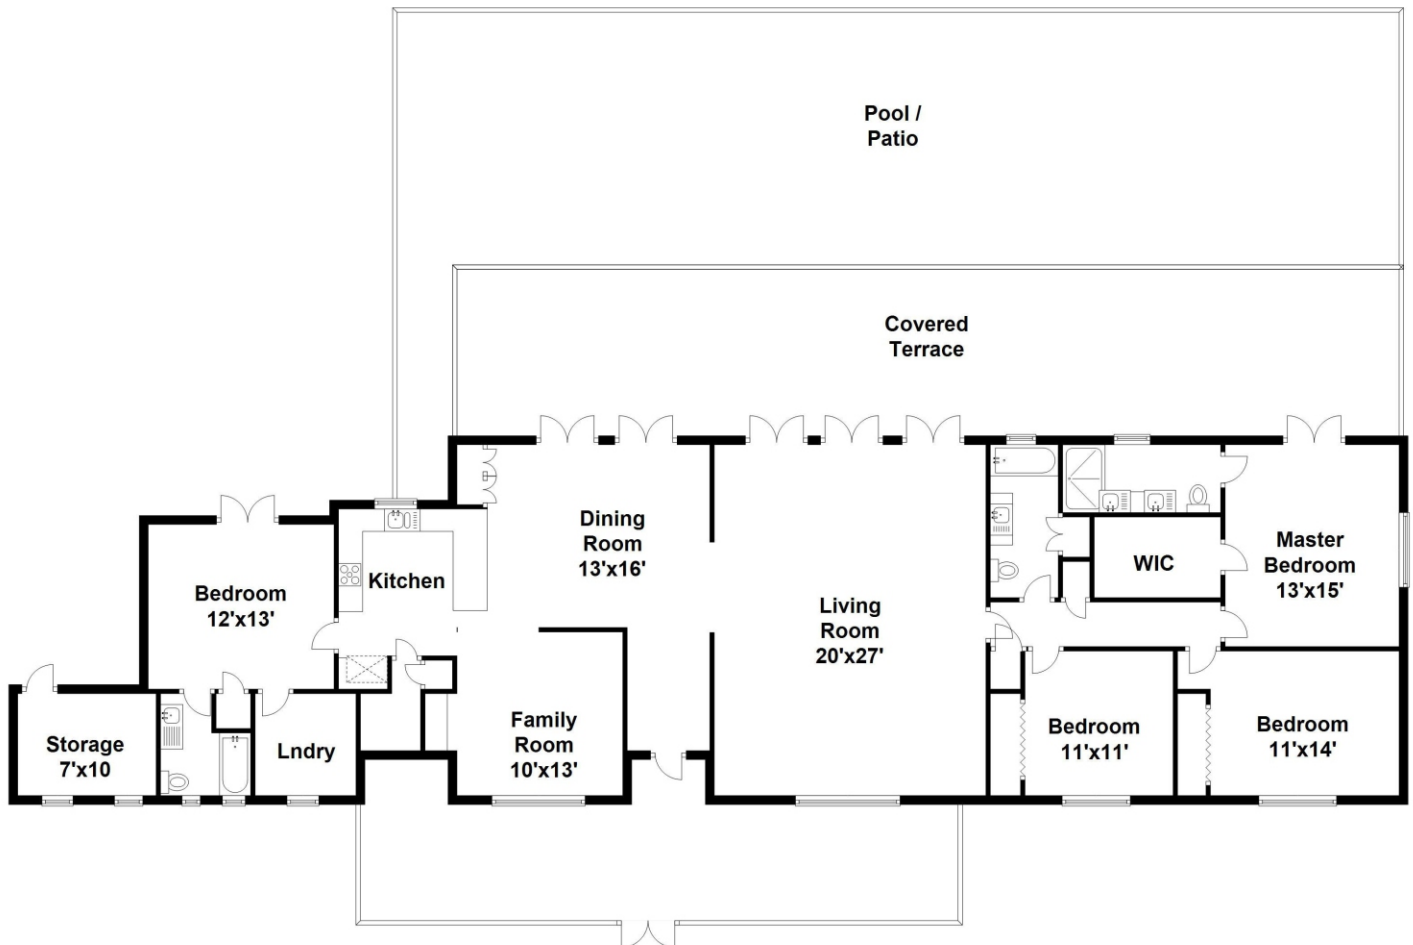 Pool /
Patio
Covered
Terrace
Dining
Room
13'x16'
Kitchen
Bedroom
12'x13'
Living
Room
20'x27'
WIC
Master
Bedroom
13'x15'
Storage
7'x10
Lndry
Family
Room
10'x13'
Bedroom
11'x11'
Bedroom
11'x14'